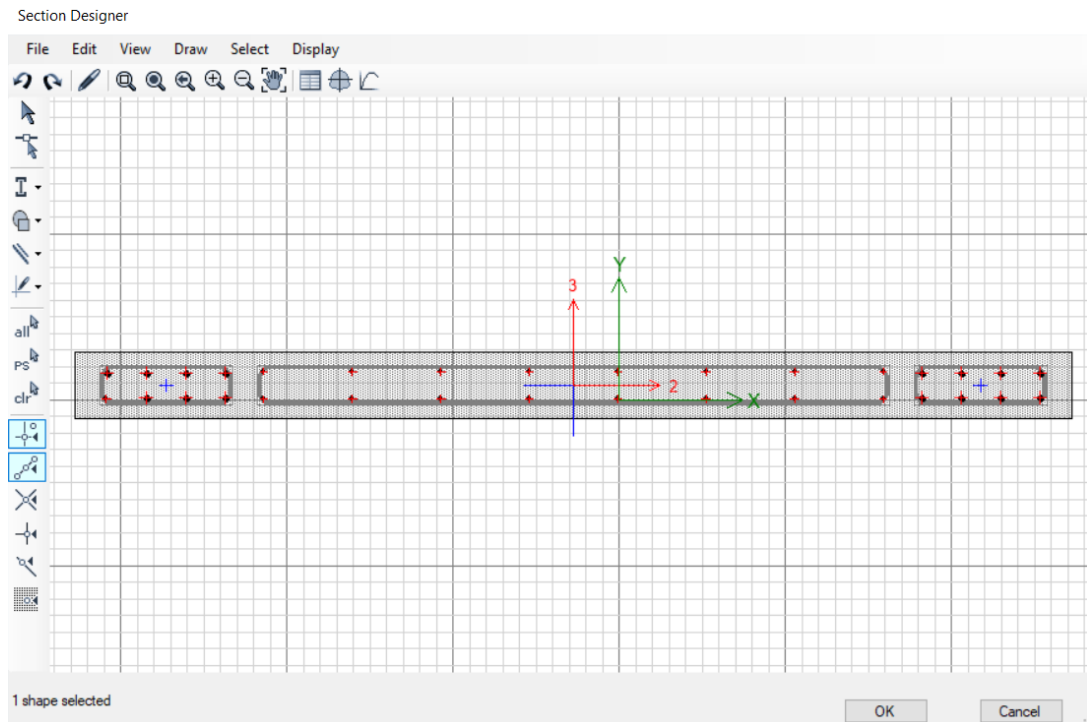 Section Designer
File Edit View Draw Select Display
all
PS
clr
Y
3
2
X
1 shape selected
OK Cancel